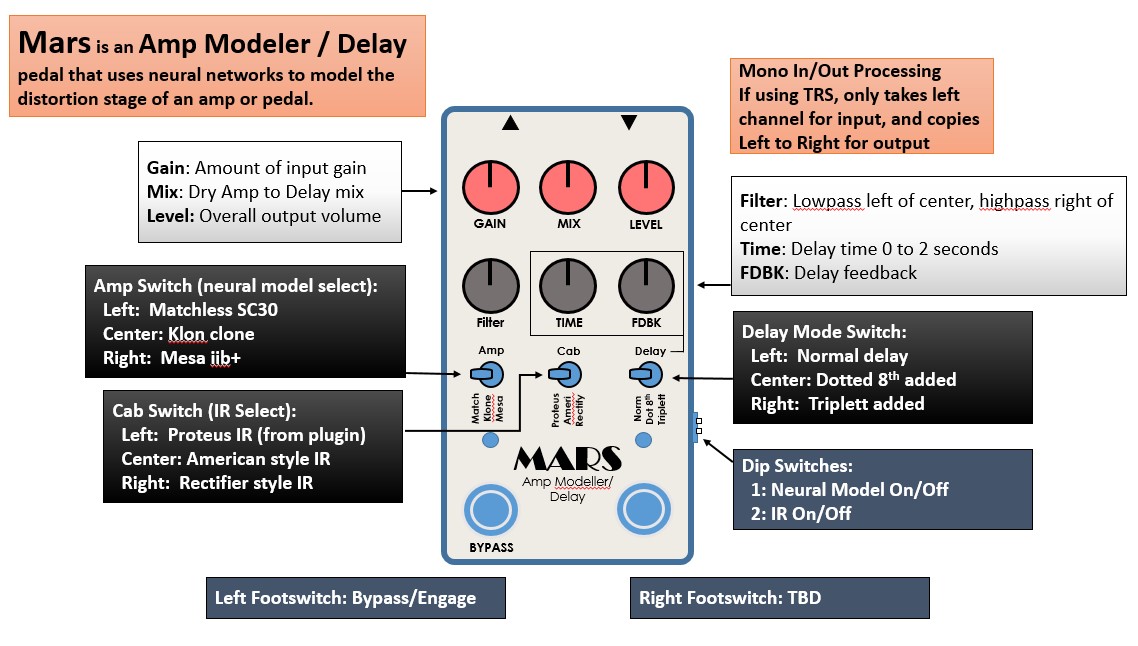 Mars is an Amp Modeler / Delay
pedal that uses neural networks to model the
distortion stage of an amp or pedal.
Mono In/Out Processing
If using TRS, only takes left
channel for input, and copies
Left to Right for output
Gain: Amount of input gain
Mix: Dry Amp to Delay mix
Level: Overall output volume
Filter: Lowpass left of center, highpass right of
center
Time: Delay time 0 to 2 seconds
FDBK: Delay feedback
Amp Switch (neural model select):
Left: Matchless SC30
Center: Klon clone
Right: Mesa iib+
Delay Mode Switch:
Left: Normal delay
Center: Dotted 8th added
Right: Triplett added
Cab Switch (IR Select):
Left: Proteus IR (from plugin)
Center: American style IR
Right: Rectifier style IR
Dip Switches:
1: Neural Model On/Off
2: IR On/Off
GAIN
MIX
LEVEL
Filter
TIME
FDBK
Amp
Cab
Delay
Match
Klone
Mesa
Proteus
Ameri
Rectify
Norm
Dot 8th
Triplett
MARS
Amp Modeller/
Delay
BYPASS
Left Footswitch: Bypass/Engage
Right Footswitch: TBD